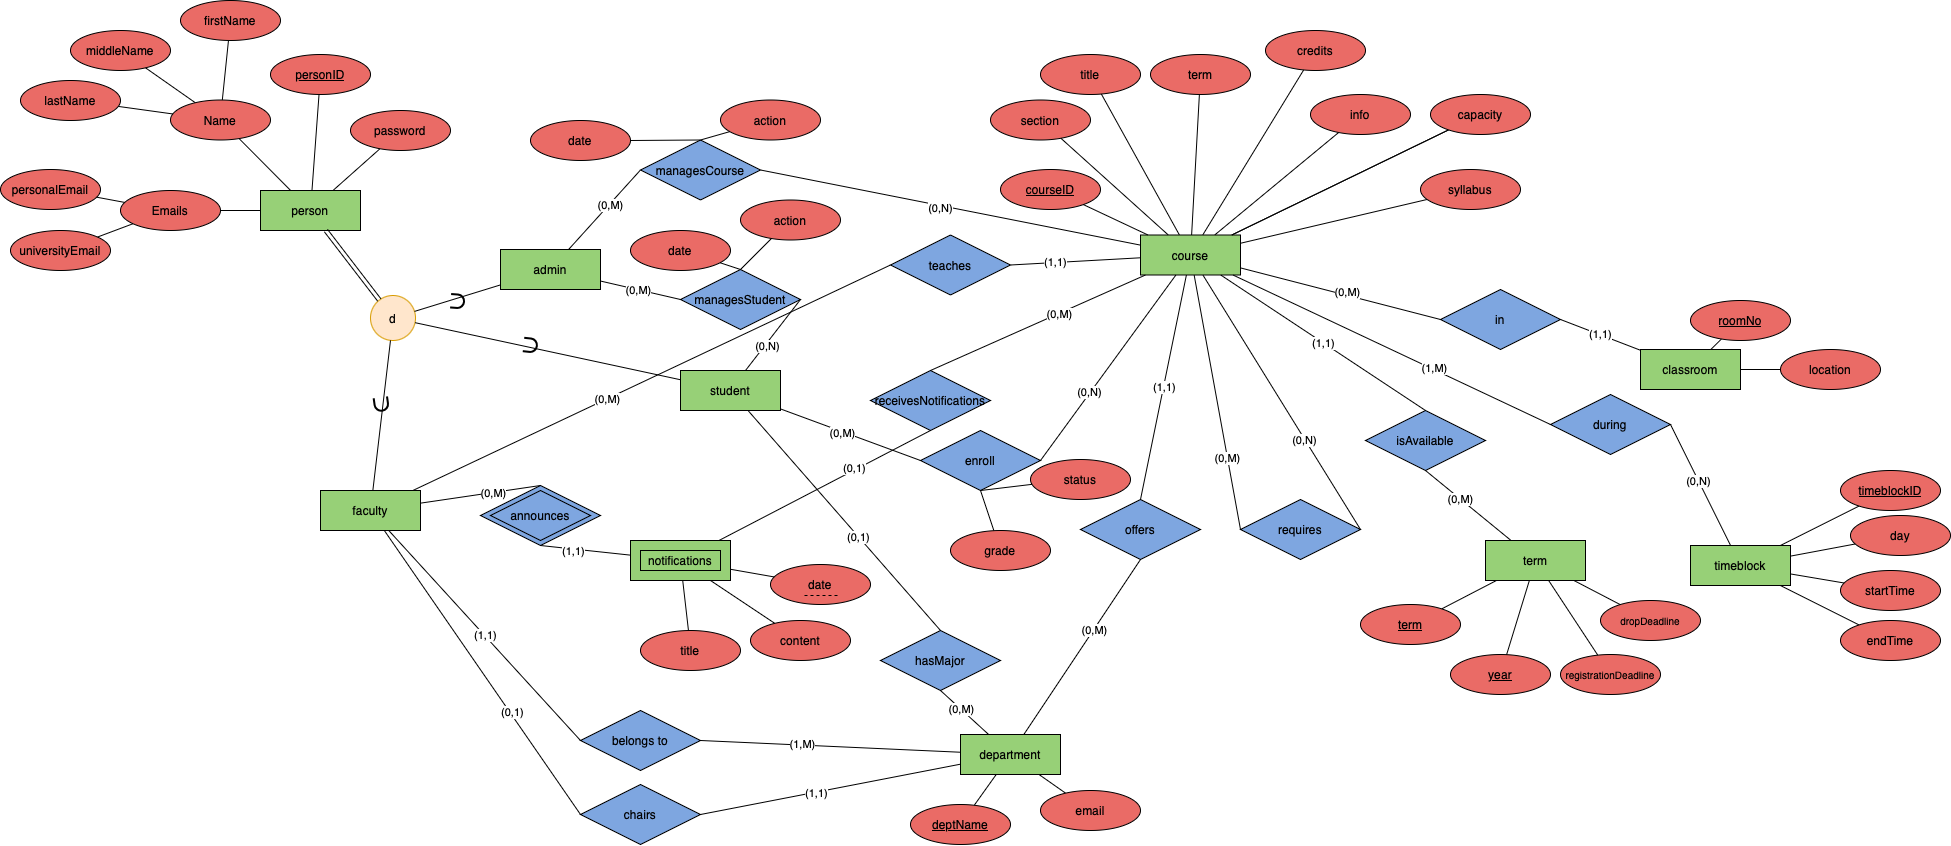 firstName
middleName
personID
lastName
Name
password
personalEmail
Emails
universityEmail
person
date
action
managesCourse
(0,M)
(0,N)
admin
date
action
(0,M)
managesStudent
(0,N)
d
student
title
term
credits
section
info
capacity
courseID
syllabus
course
teaches
(1,1)
(0,M)
(0,M)
receivesNotifications
(0,1)
(0,M)
enroll
(0,N)
status
grade
(1,1)
offers
(0,M)
(0,M)
(0,N)
requires
(1,1)
isAvailable
(0,M)
(0,M)
in
(1,1)
roomNo
classroom
location
(1,M)
during
(0,N)
timeblockID
day
timeblock
startTime
endTime
term
term
year
registrationDeadline
dropDeadline
faculty
(0,M)
announces
(1,1)
notifications
date
title
content
(0,1)
hasMajor
(0,M)
(1,1)
belongs to
(1,M)
(0,1)
chairs
(1,1)
department
deptName
email